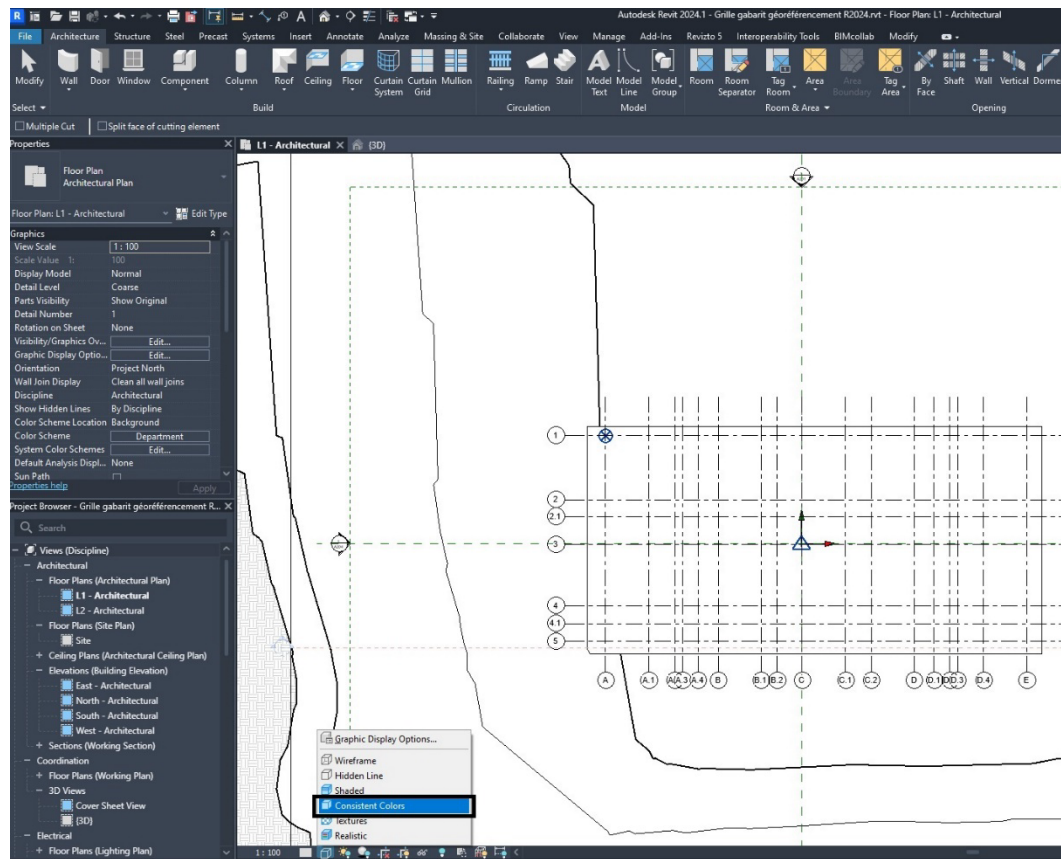 Autodesk Revit 2024.1 - Grille gabarit géoréférencement R2024.rvt - Floor Plan: L1 - Architectural
File Architecture Structure Steel Precast Systems Insert Annotate Analyze Massing & Site Collaborate View Manage Add-Ins Revizto 5 Interoperability Tools BIMcollab Modify
Modify Wall Door Window Component Column Roof Ceiling Floor Curtain System Curtain Grid Mullion Railing Ramp Stair Model Text Model Line Model Group Room Room Separator Tag Room Area Area Boundary Tag Area By Face Shaft Wall Vertical Dorme
Select Build Circulation Model Room & Area Opening
Multiple Cut Split face of cutting element
Properties
L1 - Architectural {3D}
Floor Plan
Architectural Plan
Floor Plan: L1 - Architectural Edit Type
Graphics
View Scale 1 : 100
Scale Value 1: 100
Display Model Normal
Detail Level Coarse
Parts Visibility Show Original
Detail Number 1
Rotation on Sheet None
Visibility/Graphics Ov... Edit...
Graphic Display Optio... Edit...
Orientation Project North
Wall Join Display Clean all wall joins
Discipline Architectural
Show Hidden Lines By Discipline
Color Scheme Location Background
Color Scheme Department
System Color Schemes Edit...
Default Analysis Displ... None
Sun Path
Properties help Apply
Project Browser - Grille gabarit géoréférencement R...
Search
Views (Discipline)
Architectural
Floor Plans (Architectural Plan)
L1 - Architectural
L2 - Architectural
Floor Plans (Site Plan)
Site
Ceiling Plans (Architectural Ceiling Plan)
Elevations (Building Elevation)
East - Architectural
North - Architectural
South - Architectural
West - Architectural
Sections (Working Section)
Coordination
Floor Plans (Working Plan)
3D Views
Cover Sheet View
{3D}
Electrical
Floor Plans (Lighting Plan)
1
2
2.1
3
4
4.1
5
A A.1 A.3 A.4 B B.1 B.2 C C.1 C.2 D D.1 D.3 D.4 E
Graphic Display Options...
Wireframe
Hidden Line
Shaded
Consistent Colors
Textures
Realistic
1 : 100